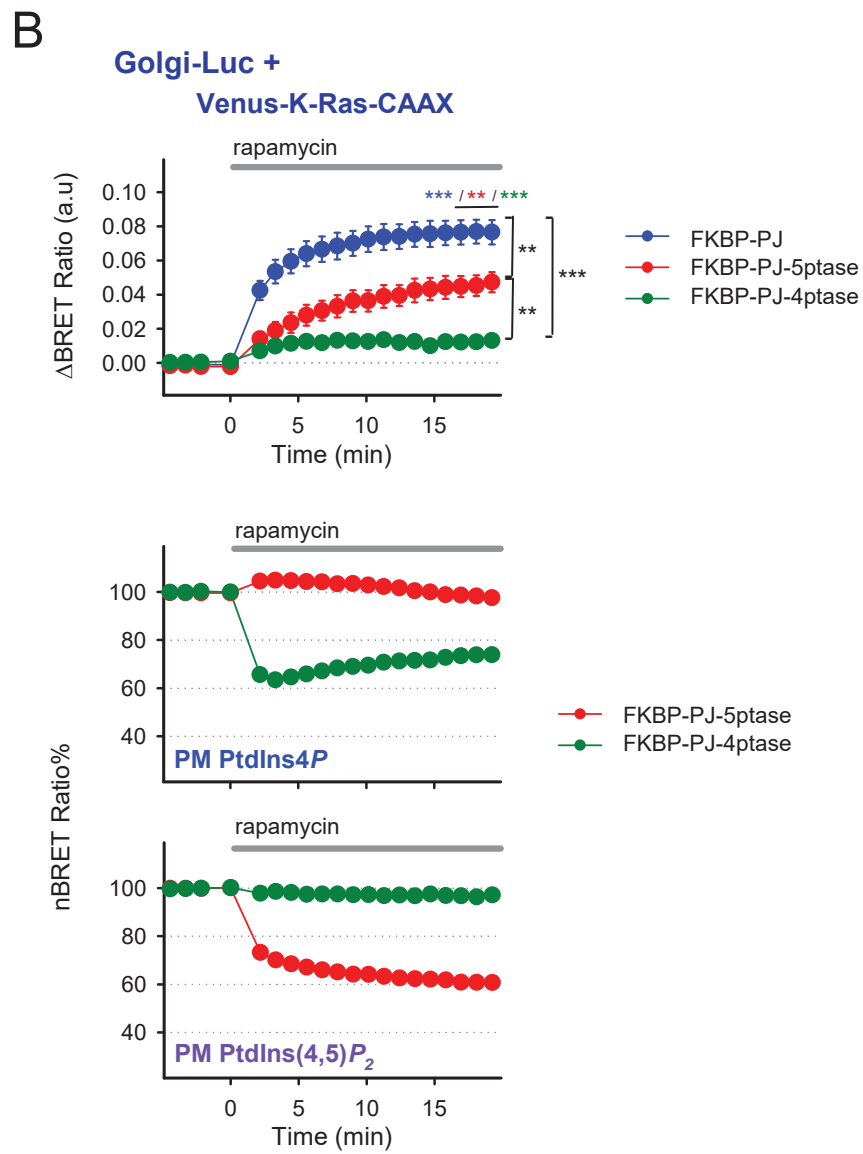 B
Golgi-Luc +
Venus-K-Ras-CAAX
rapamycin
ΔBRET Ratio (a.u)
0.10
0.08
0.06
0.04
0.02
0.00
*** / ** / ***
**
**
***
FKBP-PJ
FKBP-PJ-5ptase
FKBP-PJ-4ptase
0 5 10 15
Time (min)
rapamycin
100
80
60
40
PM PtdIns4P
FKBP-PJ-5ptase
FKBP-PJ-4ptase
nBRET Ratio%
rapamycin
100
80
60
40
PM PtdIns(4,5)P2
0 5 10 15
Time (min)